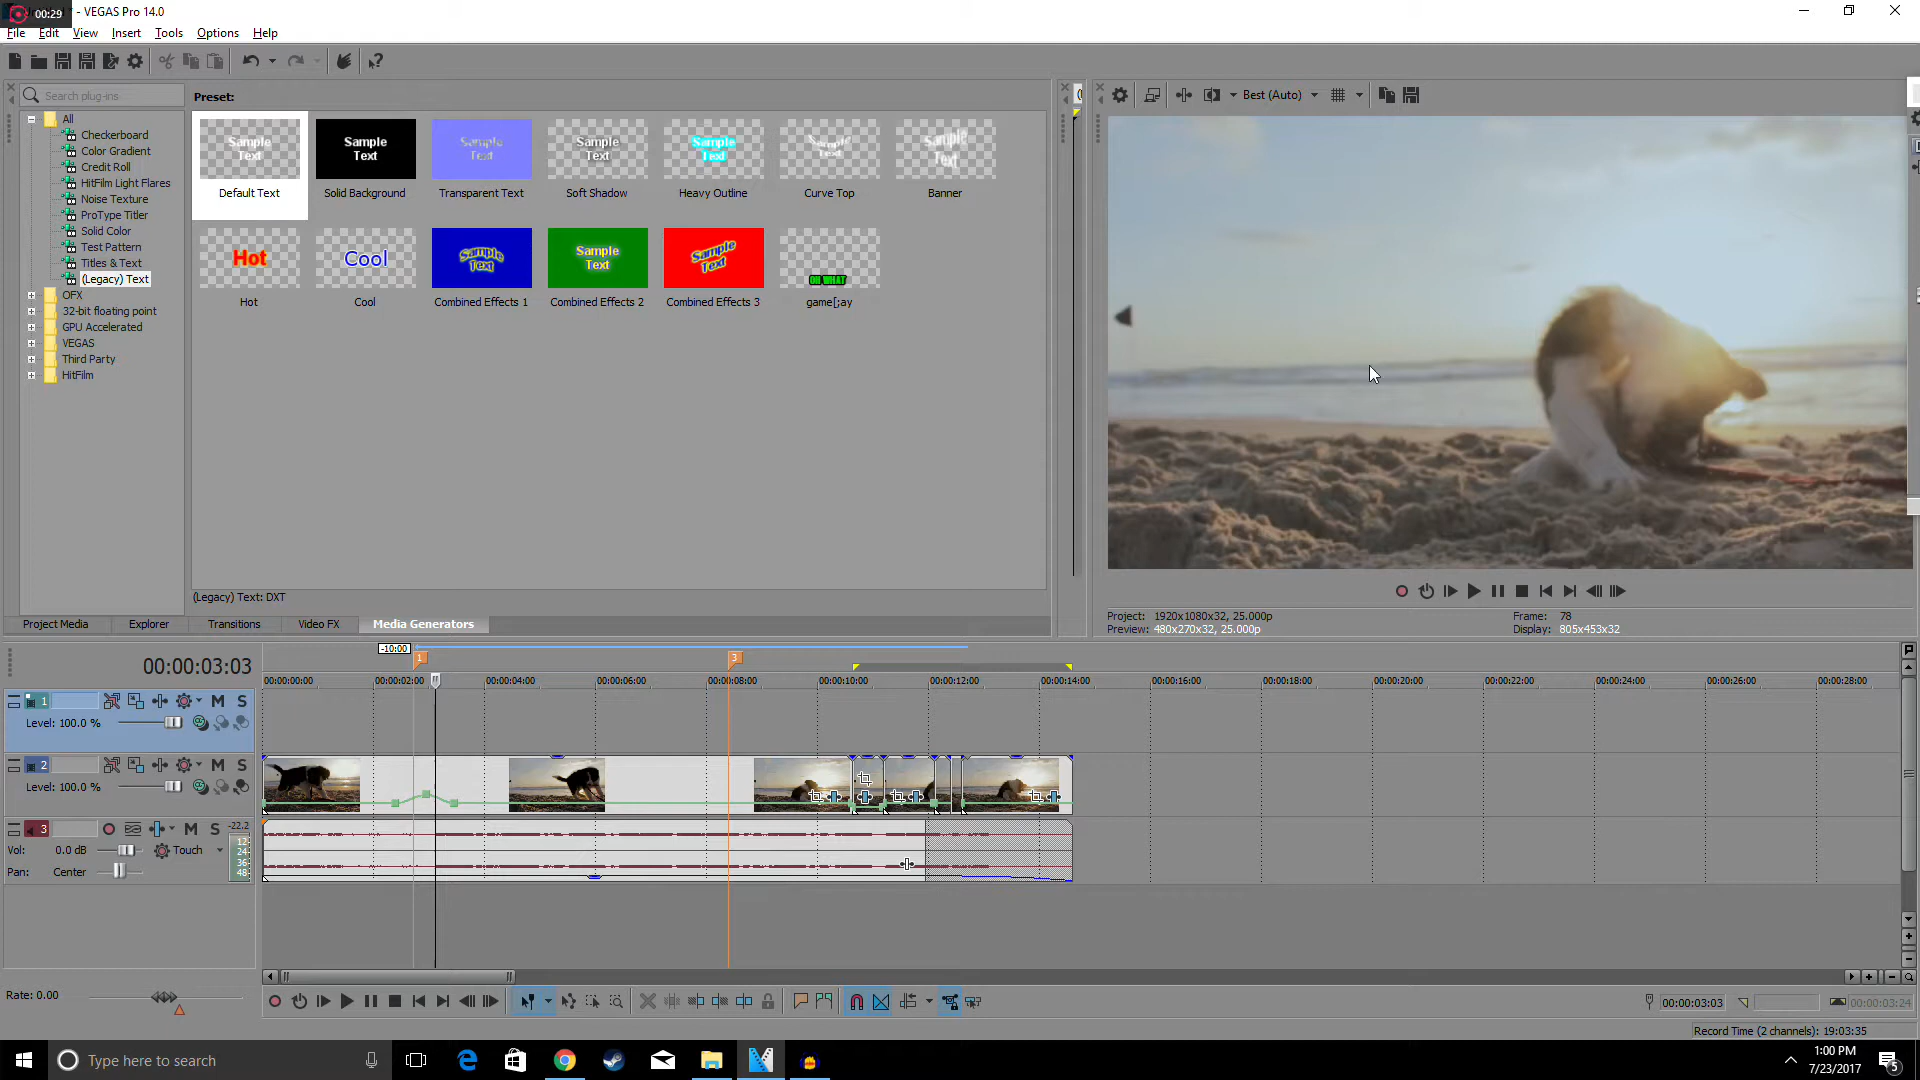 00:29
- VEGAS Pro 14.0
File Edit View Insert Tools Options Help
Search plug-ins
Preset:
Best (Auto)
All
Checkerboard
Color Gradient
Credit Roll
HitFilm Light Flares
Noise Texture
ProType Titler
Solid Color
Test Pattern
Titles & Text
(Legacy) Text
OFX
32-bit floating point
GPU Accelerated
VEGAS
Third Party
HitFilm
Sample Text
Sample Text
Sample Text
Sample Text
Sample Text
Sample Text
Sample Text
Default Text
Solid Background
Transparent Text
Soft Shadow
Heavy Outline
Curve Top
Banner
Hot
Cool
Sample Text
Sample Text
Sample Text
OH WHAT
Hot
Cool
Combined Effects 1
Combined Effects 2
Combined Effects 3
game[;ay
(Legacy) Text: DXT
Project Media
Explorer
Transitions
Video FX
Media Generators
Project: 1920x1080x32, 25.000p
Frame: 78
Preview: 480x270x32, 25.000p
Display: 805x453x32
-10:00
1
3
00:00:03:03
00:00:00:00
00:00:02:00
00:00:04:00
00:00:06:00
00:00:08:00
00:00:10:00
00:00:12:00
00:00:14:00
00:00:16:00
00:00:18:00
00:00:20:00
00:00:22:00
00:00:24:00
00:00:26:00
00:00:28:00
1
M S
Level: 100.0 %
2
M S
Level: 100.0 %
3
M S
-22.2
Vol: 0.0 dB
Touch
Pan: Center
12
24
36
48
Rate: 0.00
00:00:03:03
00:00:03:24
Record Time (2 channels): 19:03:35
Type here to search
1:00 PM
7/23/2017
5